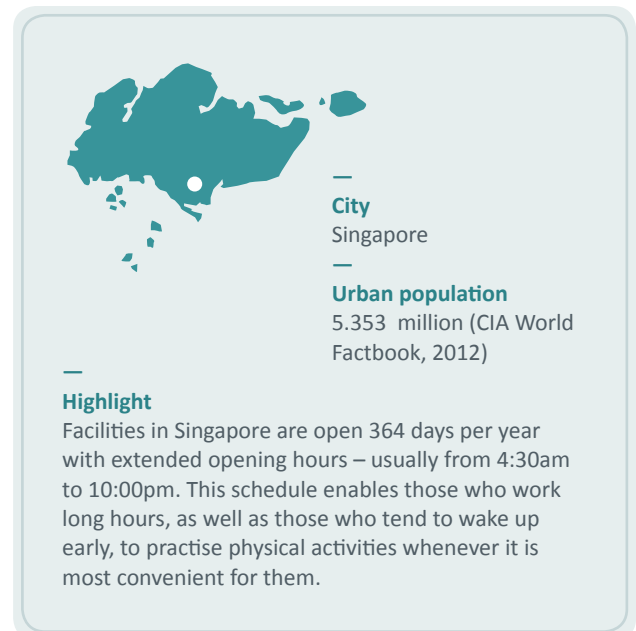 City
Singapore
Urban population
5.353 million (CIA World
Factbook, 2012)
Highlight
Facilities in Singapore are open 364 days per year
with extended opening hours – usually from 4:30am
to 10:00pm. This schedule enables those who work
long hours, as well as those who tend to wake up
early, to practise physical activities whenever it is
most convenient for them.